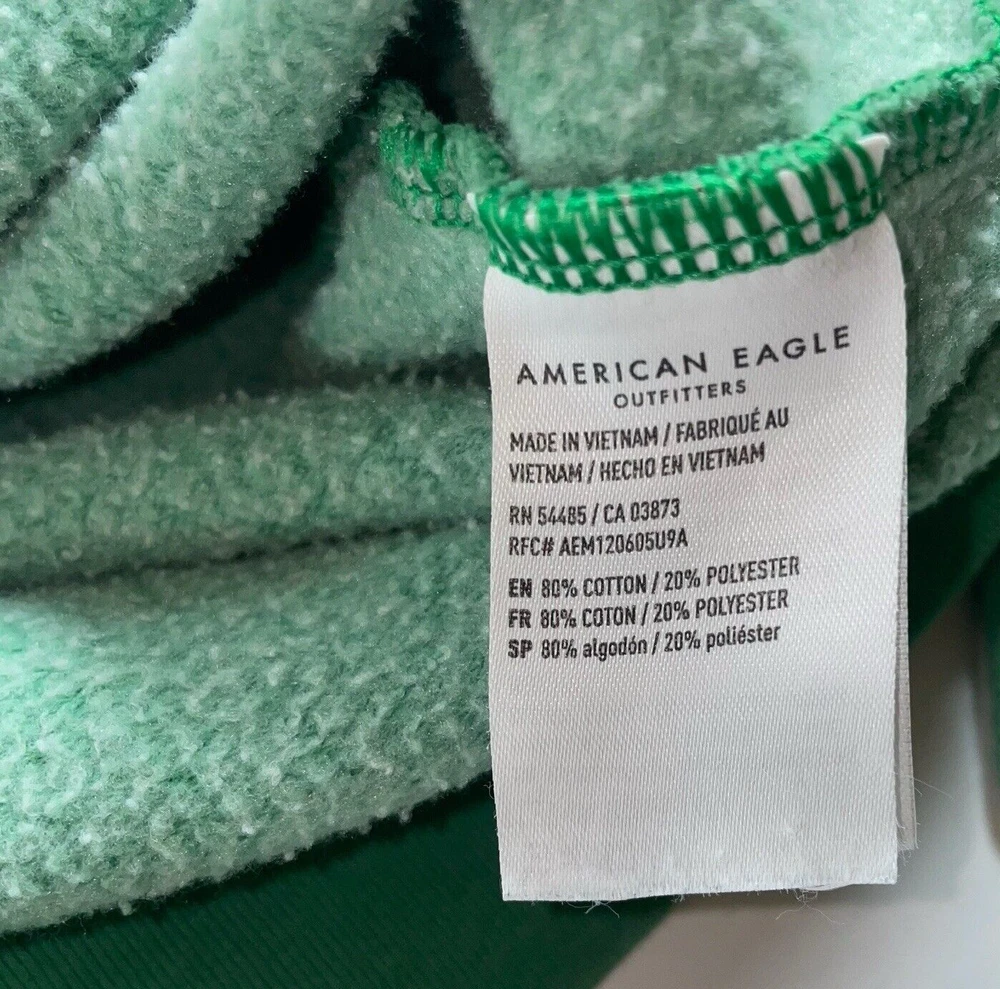 AMERICAN EAGLE
OUTFITTERS
MADE IN VIETNAM / FABRIQUÉ AU
VIETNAM / HECHO EN VIETNAM
RN 54485 / CA 03873
RFC# AEM120605U9A
EN 80% COTTON / 20% POLYESTER
FR 80% COTON / 20% POLYESTER
SP 80% algodón / 20% poliéster